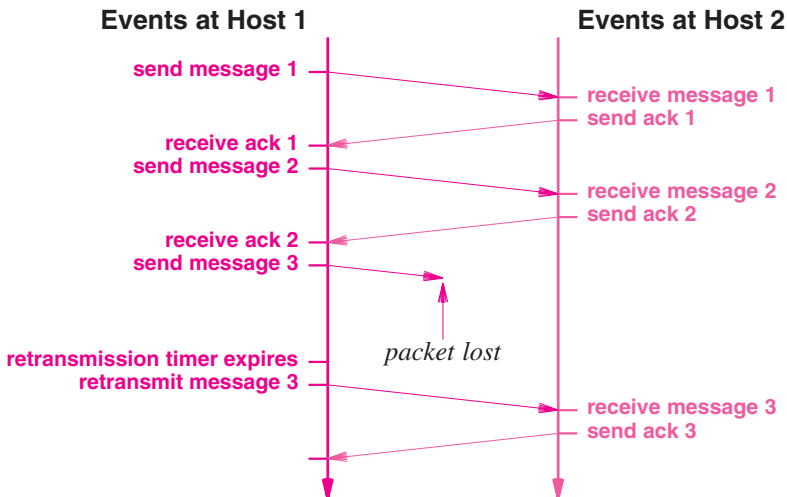 Events at Host 1
Events at Host 2
send message 1
receive message 1
send ack 1
receive ack 1
send message 2
receive message 2
send ack 2
receive ack 2
send message 3
packet lost
retransmission timer expires
retransmit message 3
receive message 3
send ack 3